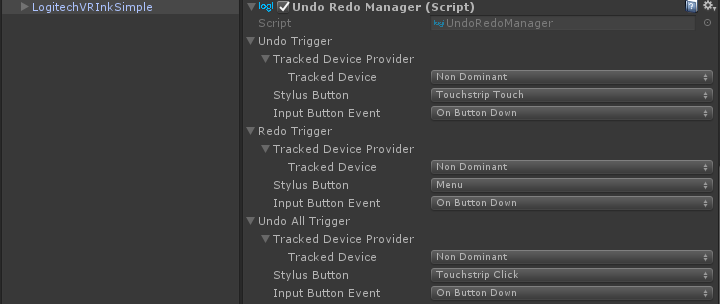 LogitechVRInkSimple
logi Undo Redo Manager (Script)
Script logi UndoRedoManager
Undo Trigger
Tracked Device Provider
Tracked Device Non Dominant
Stylus Button Touchstrip Touch
Input Button Event On Button Down
Redo Trigger
Tracked Device Provider
Tracked Device Non Dominant
Stylus Button Menu
Input Button Event On Button Down
Undo All Trigger
Tracked Device Provider
Tracked Device Non Dominant
Stylus Button Touchstrip Click
Input Button Event On Button Down